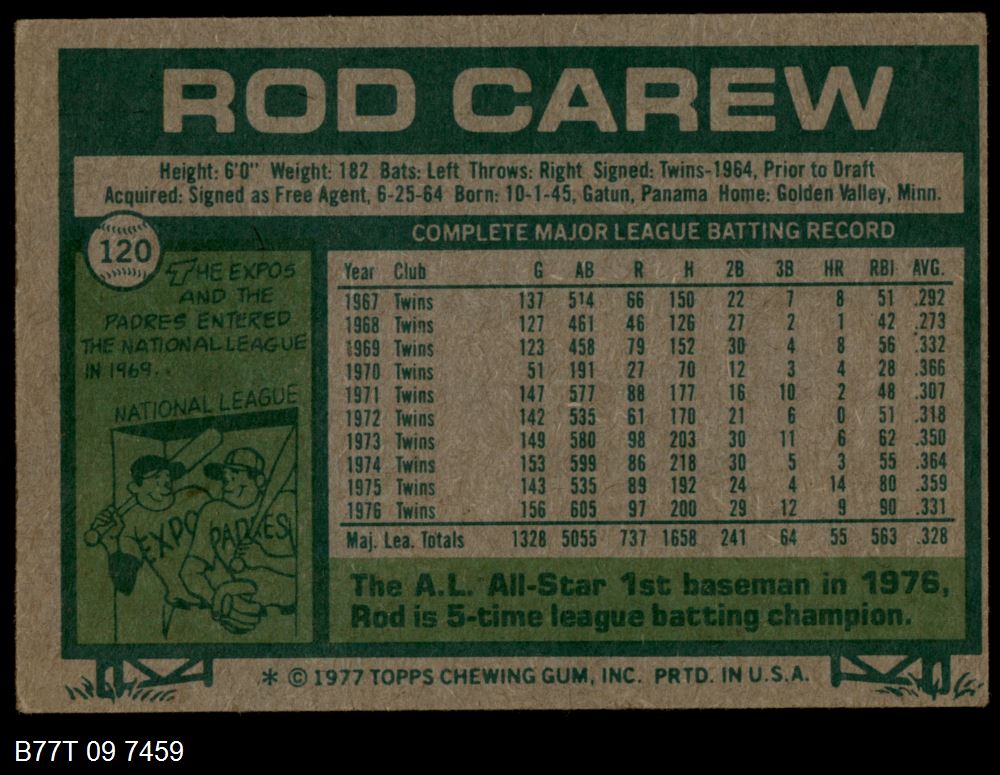 ROD CAREW
Height: 6'0" Weight: 182 Bats: Left Throws: Right Signed: Twins-1964, Prior to Draft
Acquired: Signed as Free Agent, 6-25-64 Born: 10-1-45, Gatun, Panama Home: Golden Valley, Minn.
120
THE EXPOS
AND THE
PADRES ENTERED
THE NATIONAL LEAGUE
IN 1969..
NATIONAL LEAGUE
EXPO
PADRES
COMPLETE MAJOR LEAGUE BATTING RECORD
Year Club G AB R H 2B 3B HR RBI AVG.
1967 Twins 137 514 66 150 22 7 8 51 .292
1968 Twins 127 461 46 126 27 2 1 42 .273
1969 Twins 123 458 79 152 30 4 8 56 .332
1970 Twins 51 191 27 70 12 3 4 28 .366
1971 Twins 147 577 88 177 16 10 2 48 .307
1972 Twins 142 535 61 170 21 6 0 51 .318
1973 Twins 149 580 98 203 30 11 6 62 .350
1974 Twins 153 599 86 218 30 5 3 55 .364
1975 Twins 143 535 89 192 24 4 14 80 .359
1976 Twins 156 605 97 200 29 12 9 90 .331
Maj. Lea. Totals 1328 5055 737 1658 241 64 55 563 .328
The A.L. All-Star 1st baseman in 1976,
Rod is 5-time league batting champion.
* © 1977 TOPPS CHEWING GUM, INC. PRTD. IN U.S.A.
B77T 09 7459